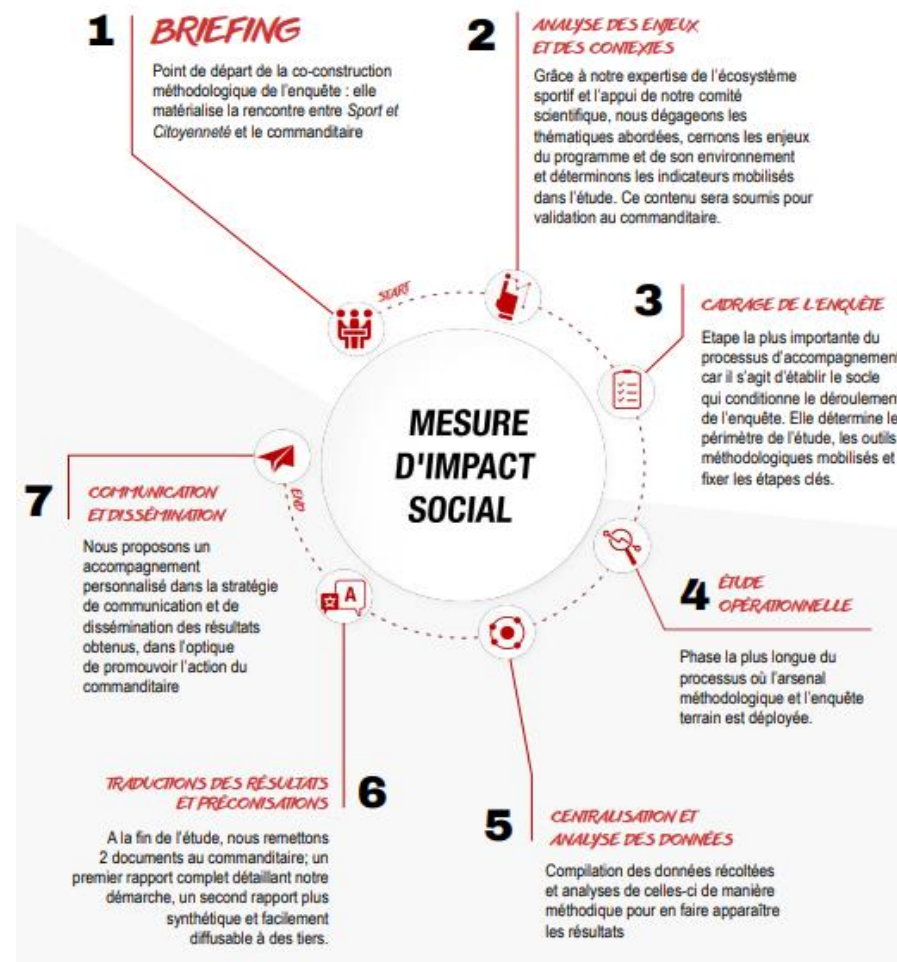 1
BRIEFING
Point de départ de la co-construction
méthodologique de l'enquête : elle
matérialise la rencontre entre Sport et
Citoyenneté et le commanditaire
2
ANALYSE DES ENJEUX
ET DES CONTEXTES
Grâce à notre expertise de l'écosystème
sportif et l'appui de notre comité
scientifique, nous dégageons les
thématiques abordées, cernons les enjeux
du programme et de son environnement
et déterminons les indicateurs mobilisés
dans l'étude. Ce contenu sera soumis pour
validation au commanditaire.
START
3
CADRAGE DE L'ENQUÊTE
Etape la plus importante du
processus d'accompagnement
car il s'agit d'établir le socle
qui conditionne le déroulement
de l'enquête. Elle détermine le
périmètre de l'étude, les outils
méthodologiques mobilisés et
fixer les étapes clés.
MESURE
D'IMPACT
SOCIAL
4
ÉTUDE
OPÉRATIONNELLE
Phase la plus longue du
processus où l'arsenal
méthodologique et l'enquête
terrain est déployée.
5
CENTRALISATION ET
ANALYSE DES DONNÉES
Compilation des données récoltées
et analyses de celles-ci de manière
méthodique pour en faire apparaître
les résultats
A
6
TRADUCTIONS DES RÉSULTATS
ET PRÉCONISATIONS
A la fin de l'étude, nous remettons
2 documents au commanditaire; un
premier rapport complet détaillant notre
démarche, un second rapport plus
synthétique et facilement
diffusable à des tiers.
END
7
COMMUNICATION
ET DISSÉMINATION
Nous proposons un
accompagnement
personnalisé dans la stratégie
de communication et de
dissémination des résultats
obtenus, dans l'optique
de promouvoir l'action du
commanditaire